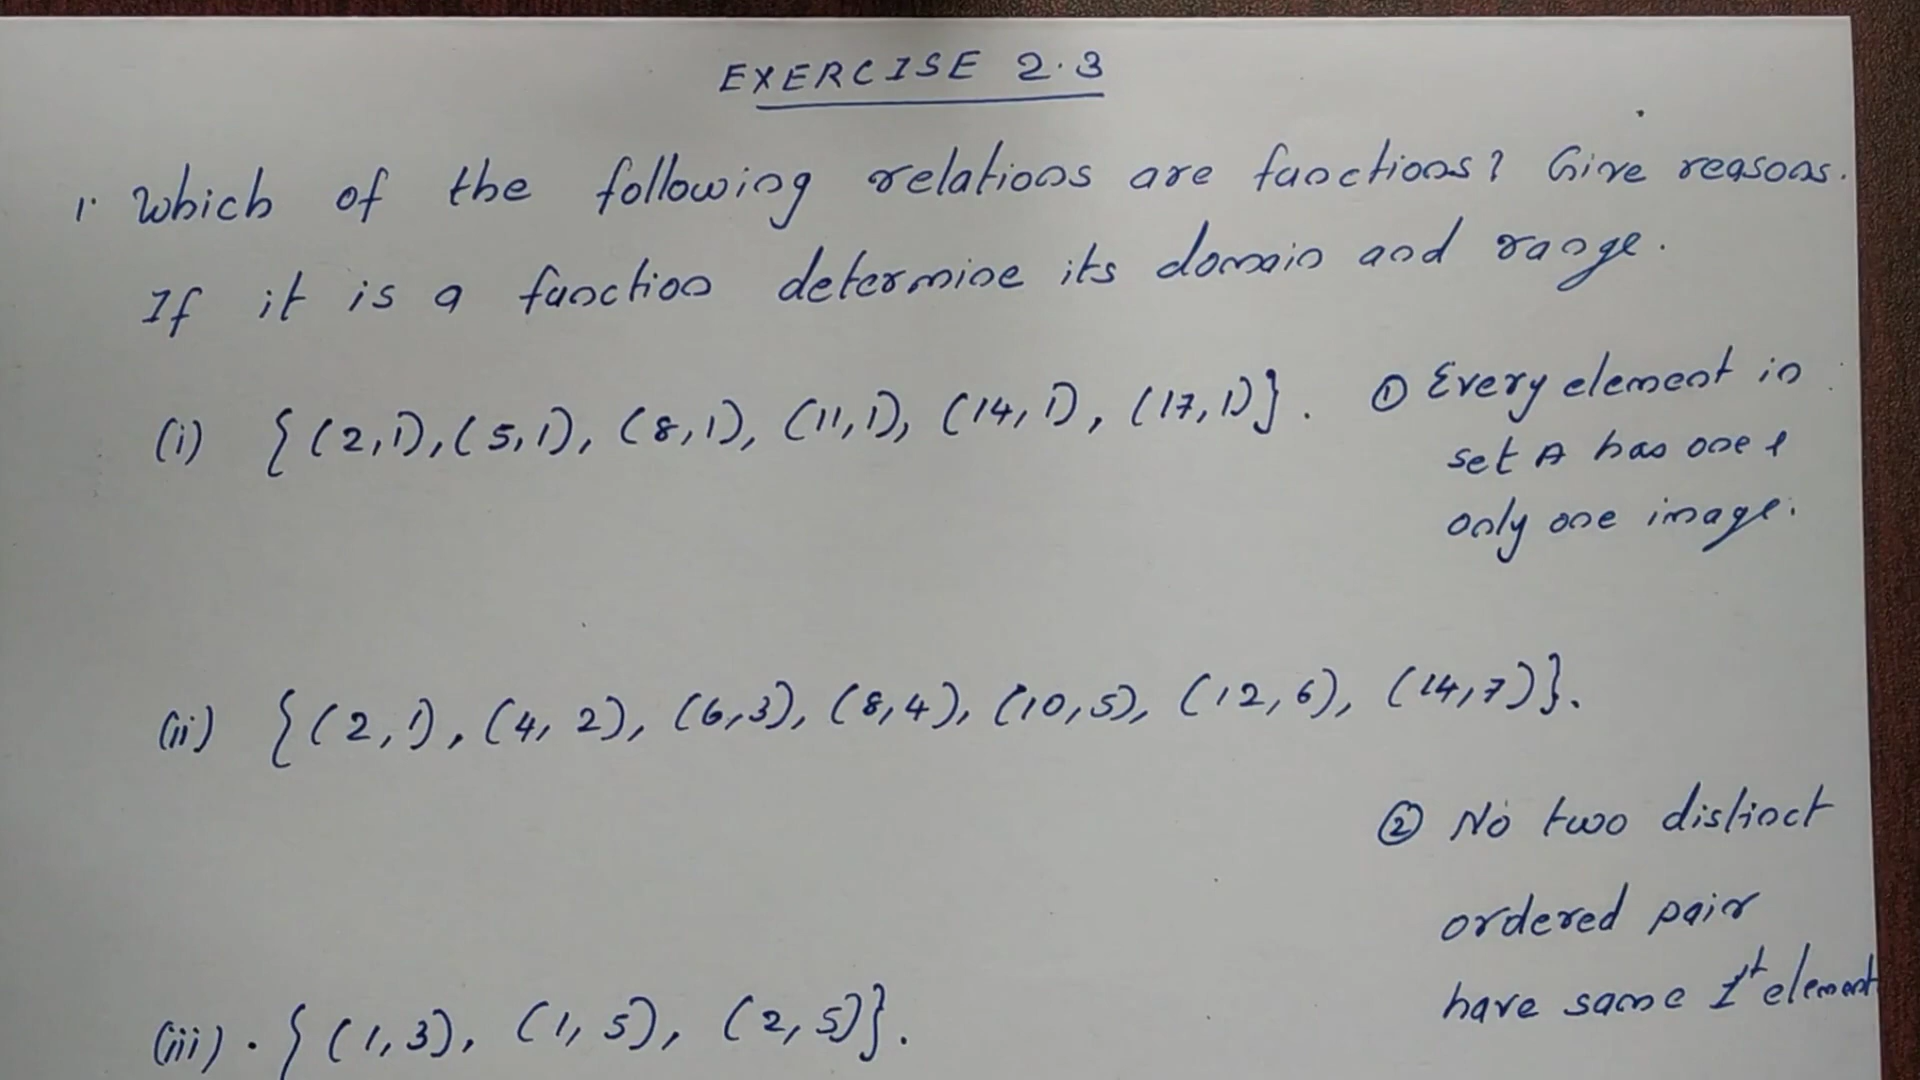 EXERCISE 2.3
1. Which of the following relations are functions? Give reasons.
If it is a function determine its domain and range.
(i) {(2,1),(5,1), (8,1), (11,1), (14,1), (17,1)}.
① Every element in
set A has one &
only one image.
(ii) {(2,1), (4, 2), (6,3), (8,4), (10,5), (12,6), (14,7)}.
② No two distinct
ordered pair
have same 1st element
(iii) . {(1,3), (1,5), (2,5)}.